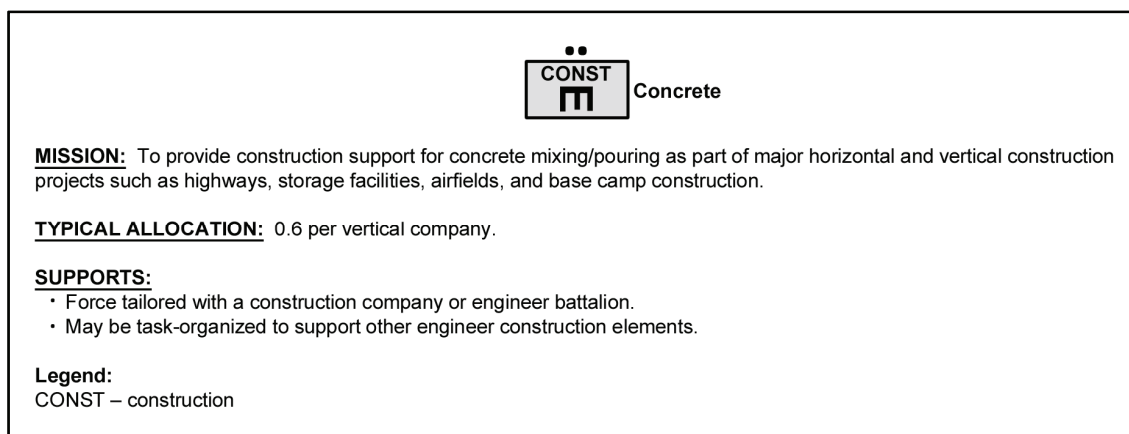 CONST
Concrete
MISSION: To provide construction support for concrete mixing/pouring as part of major horizontal and vertical construction
projects such as highways, storage facilities, airfields, and base camp construction.
TYPICAL ALLOCATION: 0.6 per vertical company.
SUPPORTS:
• Force tailored with a construction company or engineer battalion.
• May be task-organized to support other engineer construction elements.
Legend:
CONST – construction